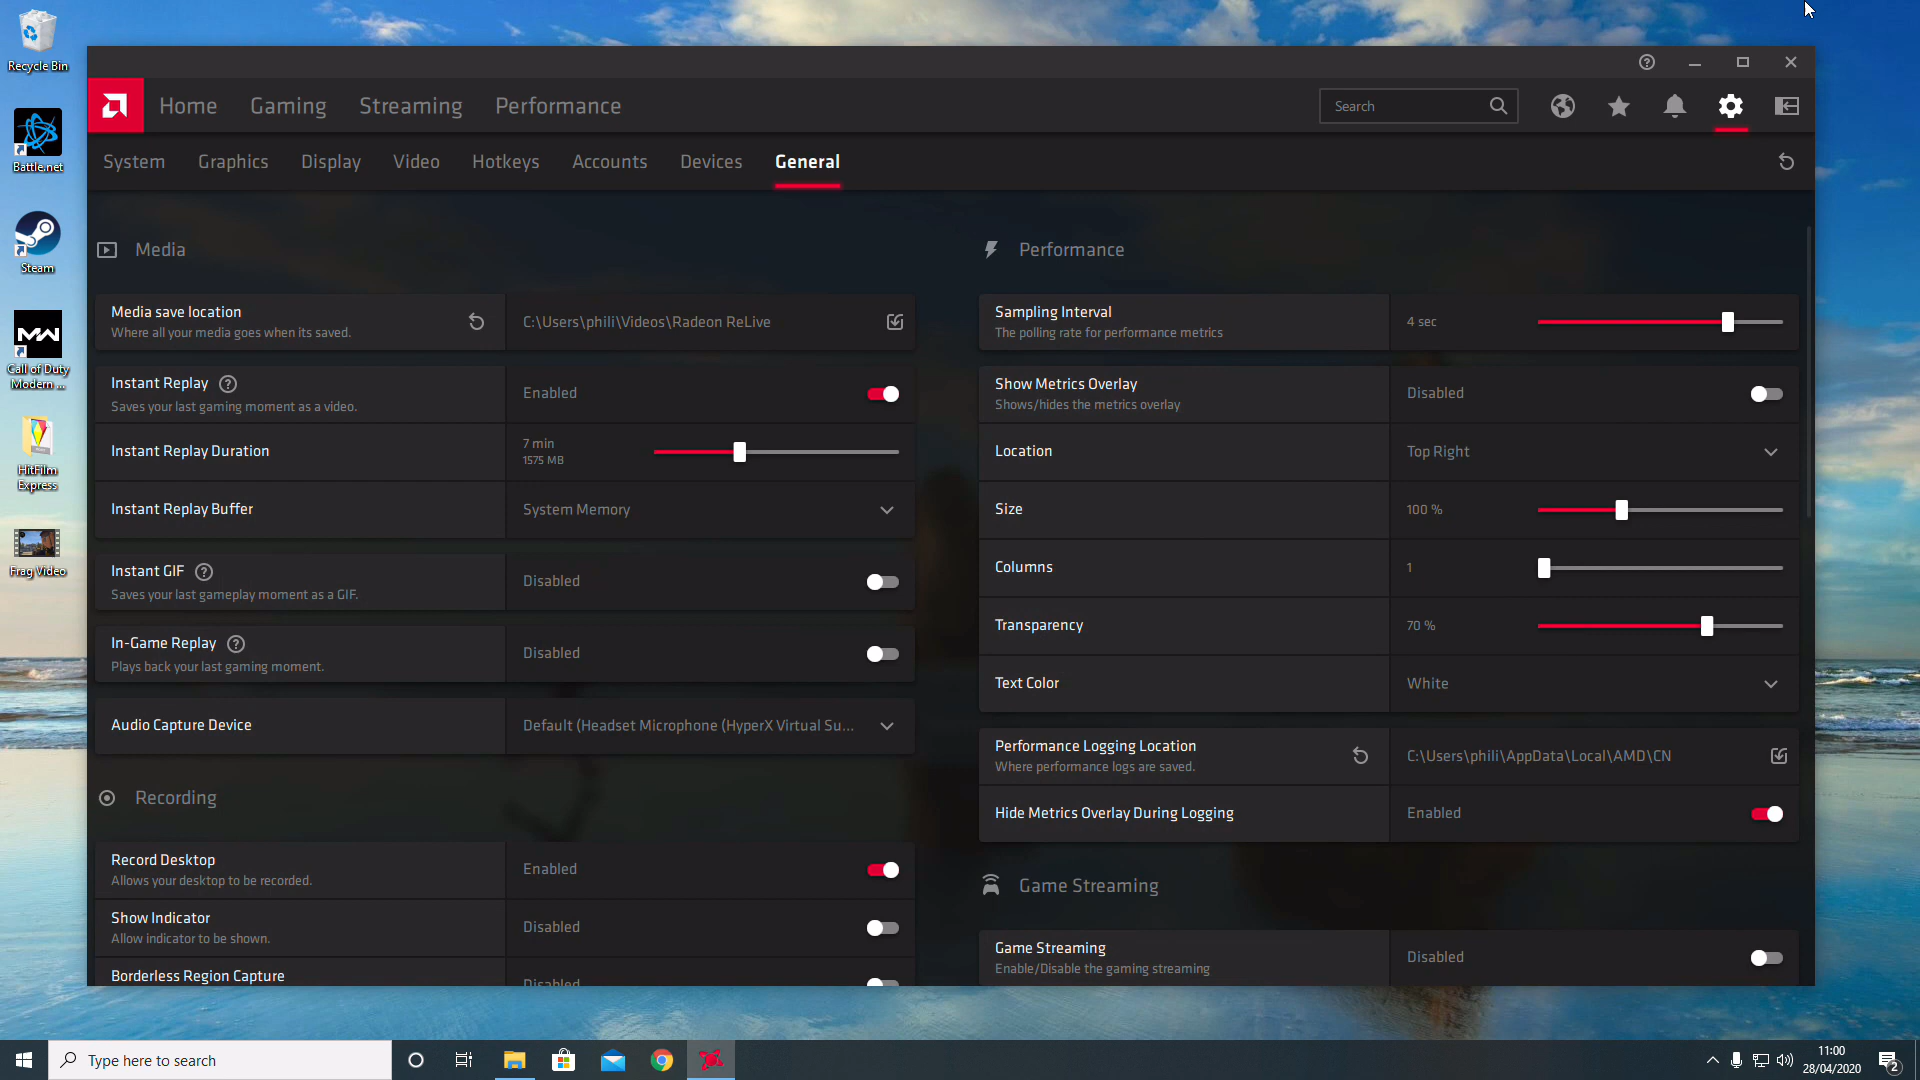 Recycle Bin
Battle.net
Steam
Call of Duty
Modern ...
HitFilm
Express
Frag Video
Home
Gaming
Streaming
Performance
Search
System
Graphics
Display
Video
Hotkeys
Accounts
Devices
General
Media
Media save location
Where all your media goes when its saved.
C:\Users\phili\Videos\Radeon ReLive
Instant Replay
Saves your last gaming moment as a video.
Enabled
Instant Replay Duration
7 min
1575 MB
Instant Replay Buffer
System Memory
Instant GIF
Saves your last gameplay moment as a GIF.
Disabled
In-Game Replay
Plays back your last gaming moment.
Disabled
Audio Capture Device
Default (Headset Microphone (HyperX Virtual Su...
Recording
Record Desktop
Allows your desktop to be recorded.
Enabled
Show Indicator
Allow indicator to be shown.
Disabled
Borderless Region Capture
Disabled
Performance
Sampling Interval
The polling rate for performance metrics
4 sec
Show Metrics Overlay
Shows/hides the metrics overlay
Disabled
Location
Top Right
Size
100 %
Columns
1
Transparency
70 %
Text Color
White
Performance Logging Location
Where performance logs are saved.
C:\Users\phili\AppData\Local\AMD\CN
Hide Metrics Overlay During Logging
Enabled
Game Streaming
Game Streaming
Enable/Disable the gaming streaming
Disabled
Type here to search
11:00
28/04/2020
2